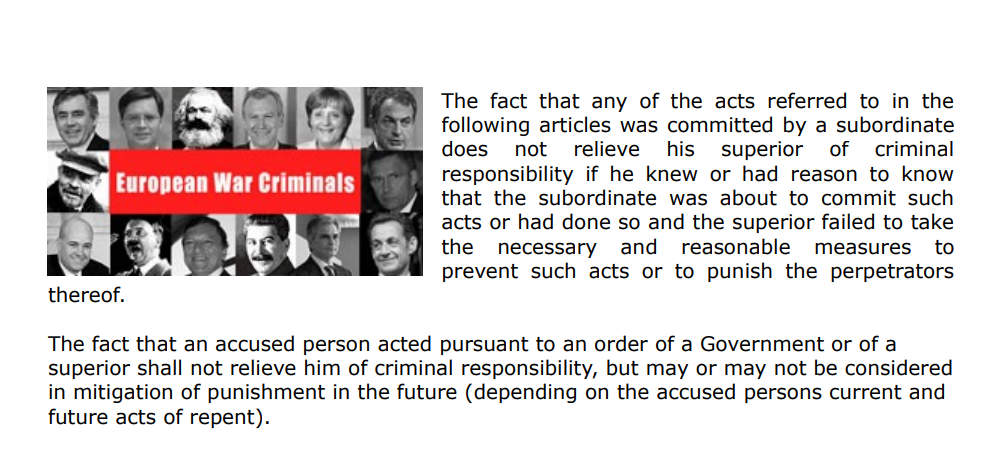 European War Criminals
The fact that any of the acts referred to in the
following articles was committed by a subordinate
does not relieve his superior of criminal
responsibility if he knew or had reason to know
that the subordinate was about to commit such
acts or had done so and the superior failed to take
the necessary and reasonable measures to
prevent such acts or to punish the perpetrators
thereof.
The fact that an accused person acted pursuant to an order of a Government or of a
superior shall not relieve him of criminal responsibility, but may or may not be considered
in mitigation of punishment in the future (depending on the accused persons current and
future acts of repent).